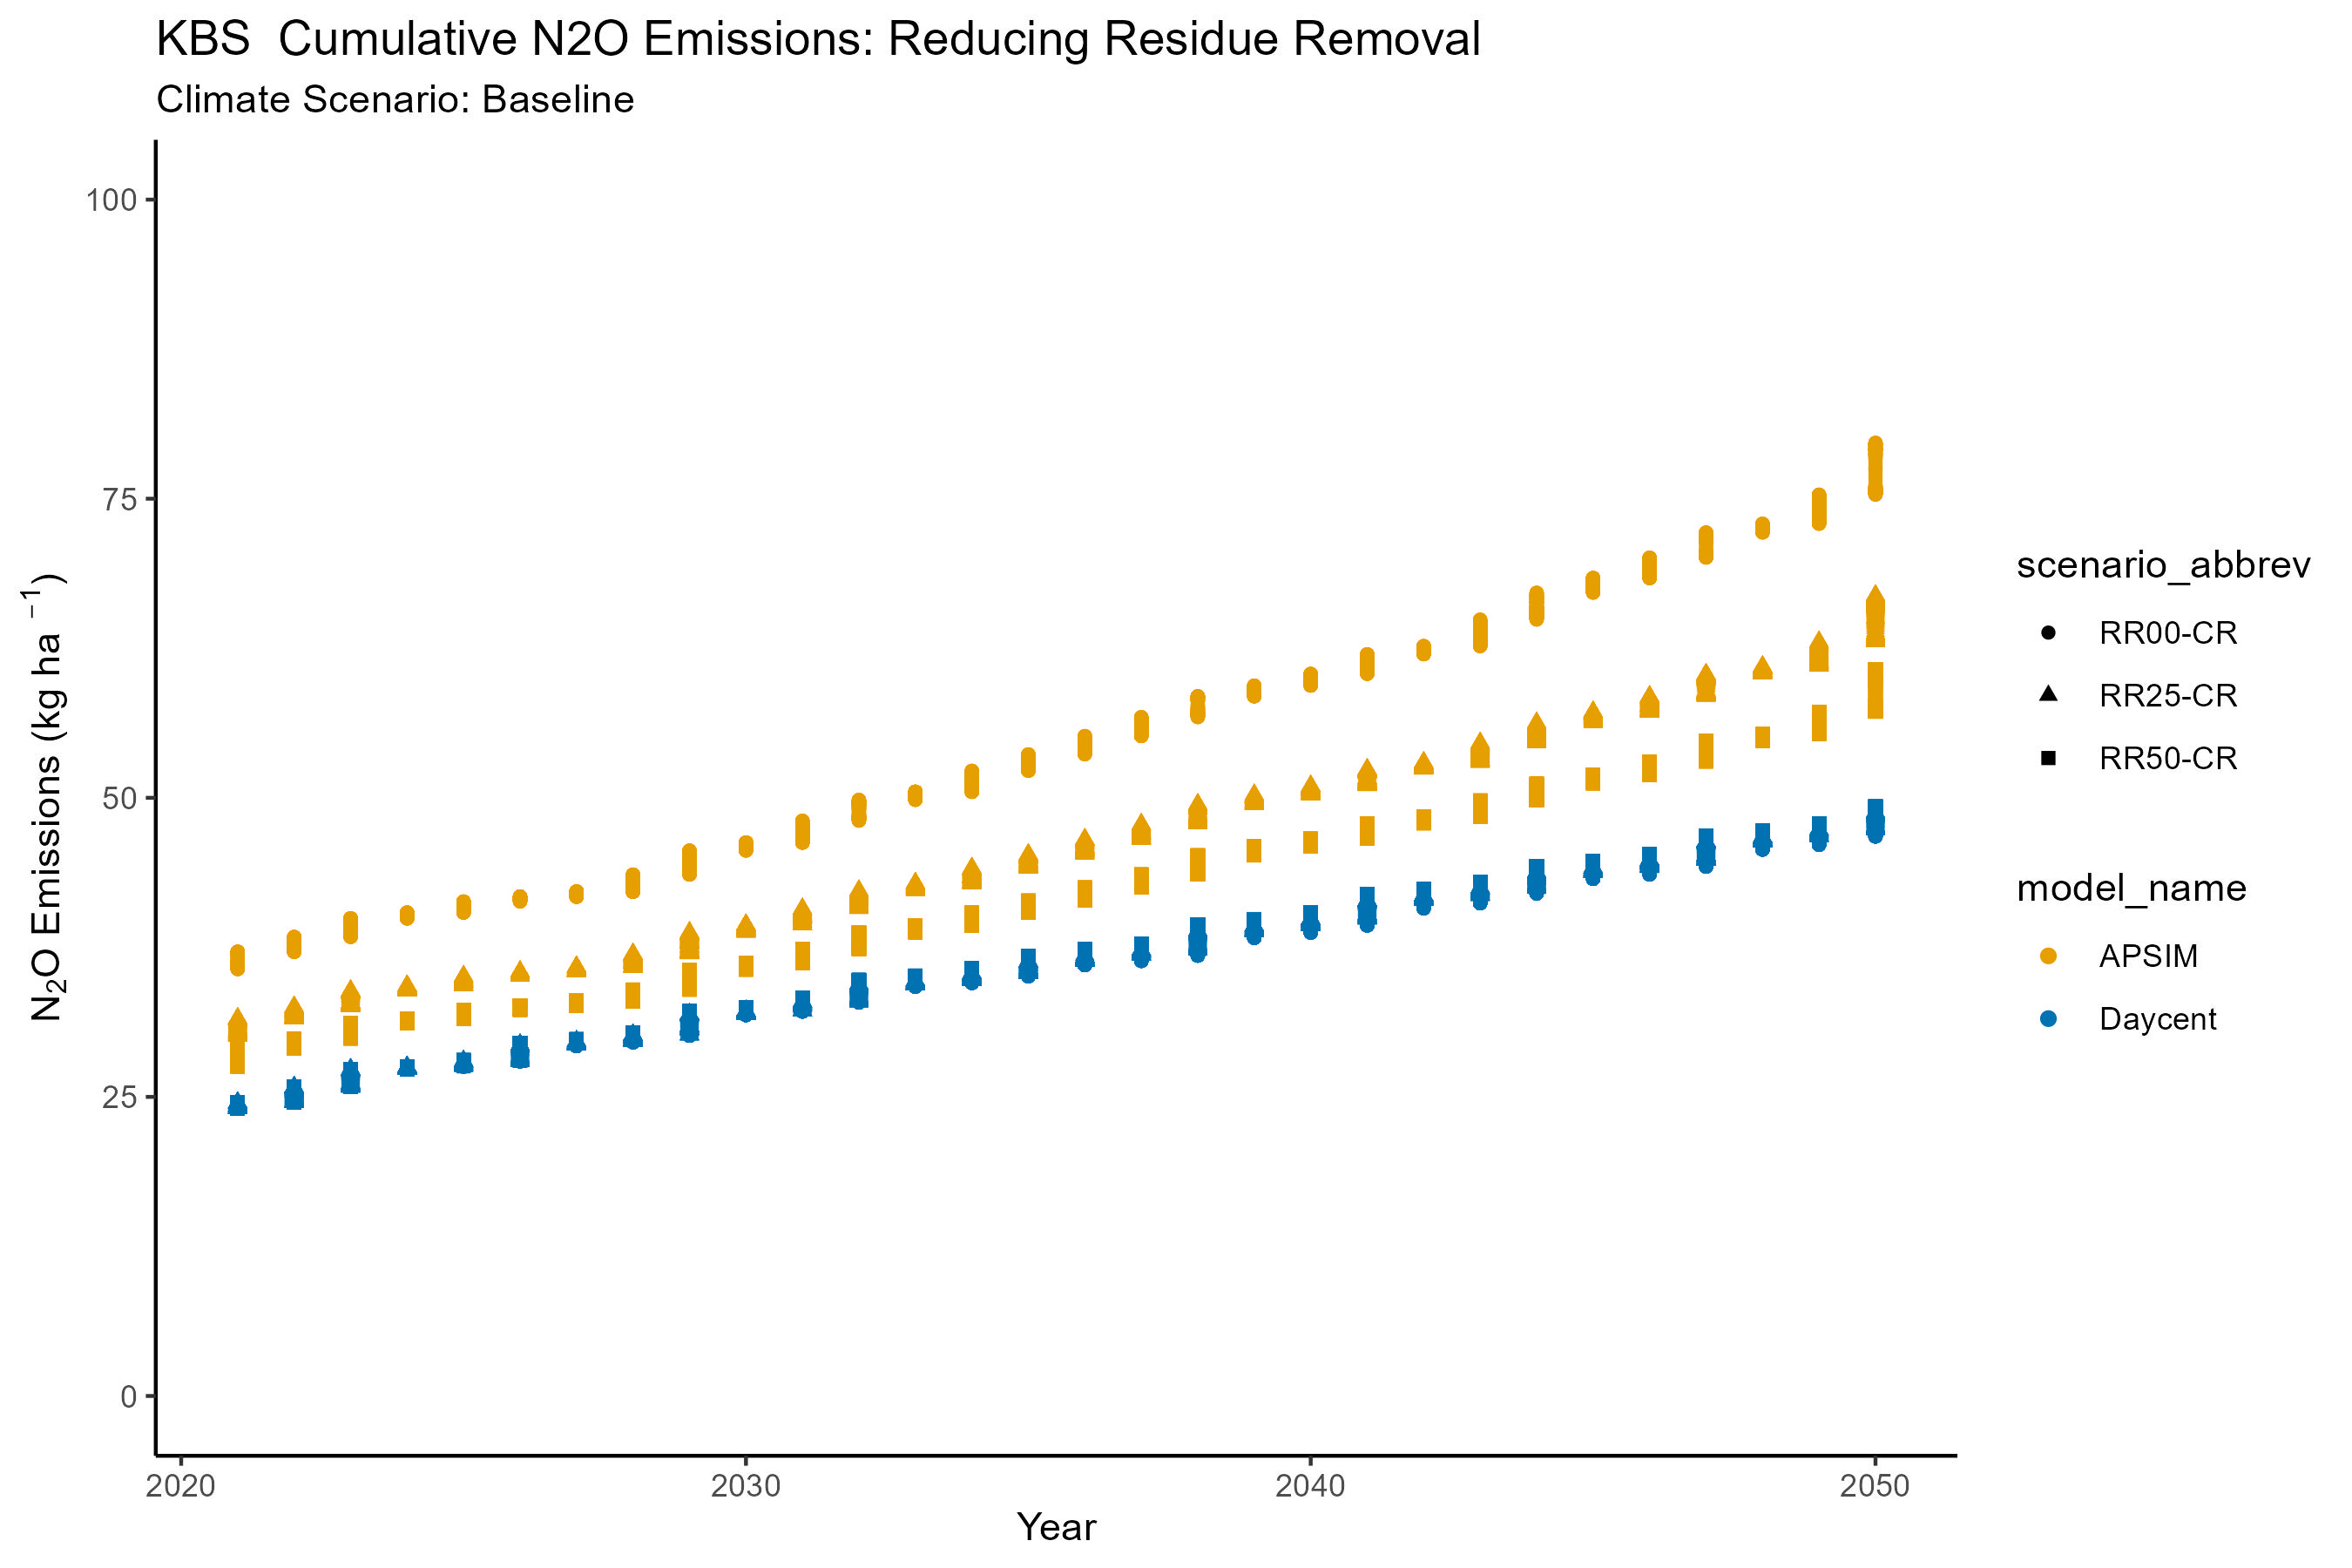 KBS  Cumulative N2O Emissions: Reducing Residue Removal
Climate Scenario: Baseline
N₂O Emissions (kg ha ⁻¹)
100
75
50
25
0
2020
2030
2040
2050
Year
scenario_abbrev
RR00-CR
RR25-CR
RR50-CR
model_name
APSIM
Daycent